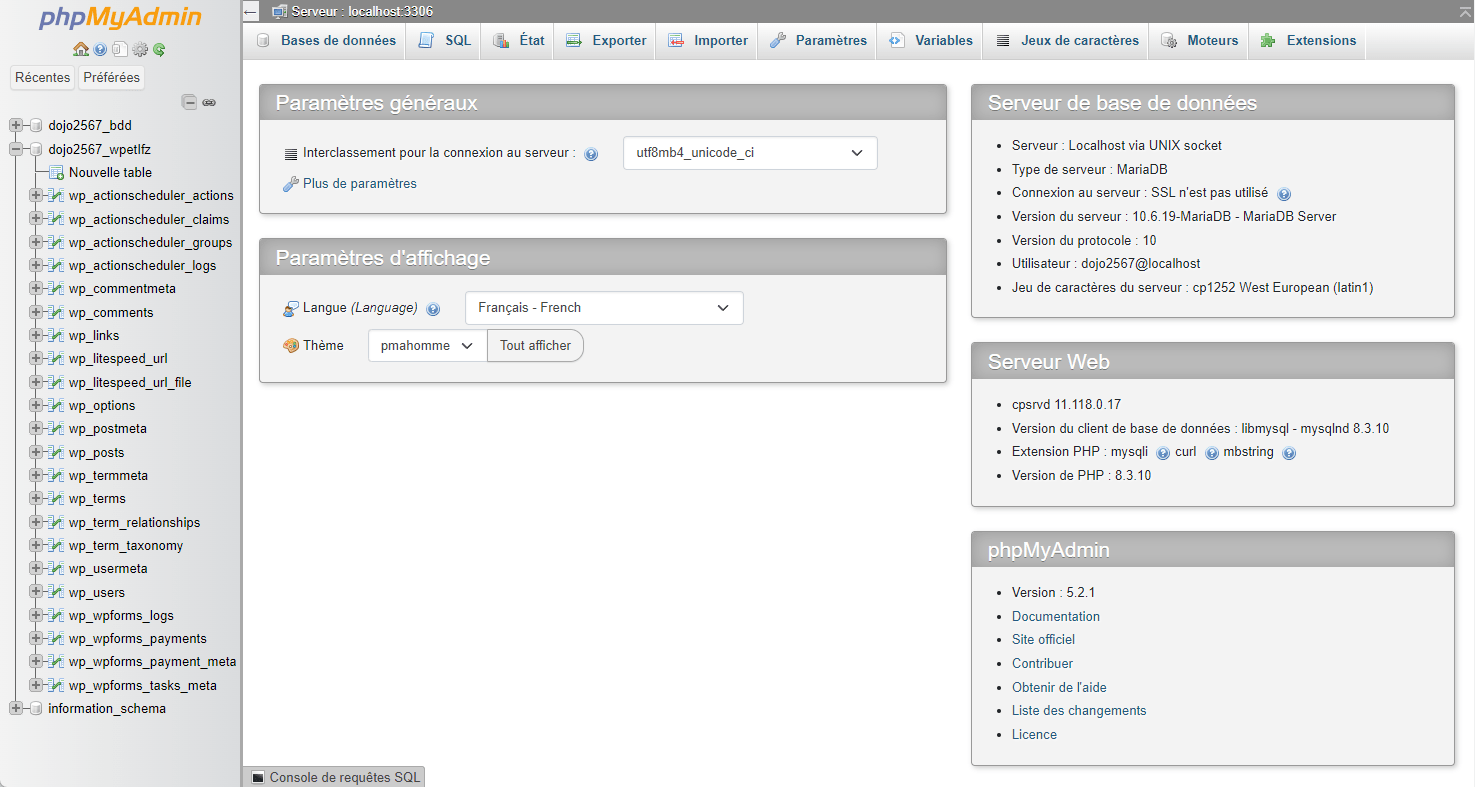 phpMyAdmin
Récentes
Préférées
dojo2567_bdd
dojo2567_wpetlfz
Nouvelle table
wp_actionscheduler_actions
wp_actionscheduler_claims
wp_actionscheduler_groups
wp_actionscheduler_logs
wp_commentmeta
wp_comments
wp_links
wp_litespeed_url
wp_litespeed_url_file
wp_options
wp_postmeta
wp_posts
wp_termmeta
wp_terms
wp_term_relationships
wp_term_taxonomy
wp_usermeta
wp_users
wp_wpforms_logs
wp_wpforms_payments
wp_wpforms_payment_meta
wp_wpforms_tasks_meta
information_schema
Serveur : localhost:3306
Bases de données
SQL
État
Exporter
Importer
Paramètres
Variables
Jeux de caractères
Moteurs
Extensions
Paramètres généraux
Interclassement pour la connexion au serveur :
utf8mb4_unicode_ci
Plus de paramètres
Paramètres d'affichage
Langue (Language)
Français - French
Thème
pmahomme
Tout afficher
Serveur de base de données
Serveur : Localhost via UNIX socket
Type de serveur : MariaDB
Connexion au serveur : SSL n'est pas utilisé
Version du serveur : 10.6.19-MariaDB - MariaDB Server
Version du protocole : 10
Utilisateur : dojo2567@localhost
Jeu de caractères du serveur : cp1252 West European (latin1)
Serveur Web
cpsrvd 11.118.0.17
Version du client de base de données : libmysql - mysqlnd 8.3.10
Extension PHP : mysqli curl mbstring
Version de PHP : 8.3.10
phpMyAdmin
Version : 5.2.1
Documentation
Site officiel
Contribuer
Obtenir de l'aide
Liste des changements
Licence
Console de requêtes SQL